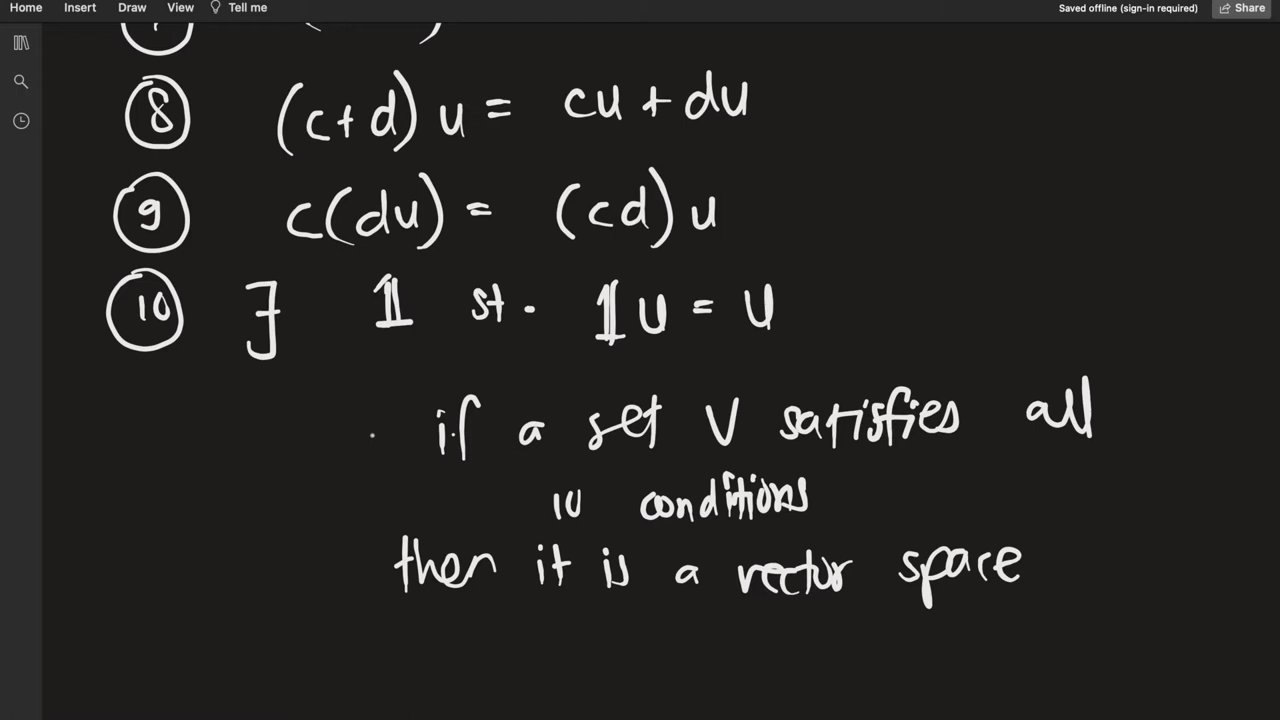 Home Insert Draw View Tell me Saved offline (sign-in required) Share
8 (c+d) u = cu + du
9 c(du) = (cd) u
10 ∃ 𝟙 st. 𝟙u = u
if a set V satisfies all
10 conditions
then it is a vector space